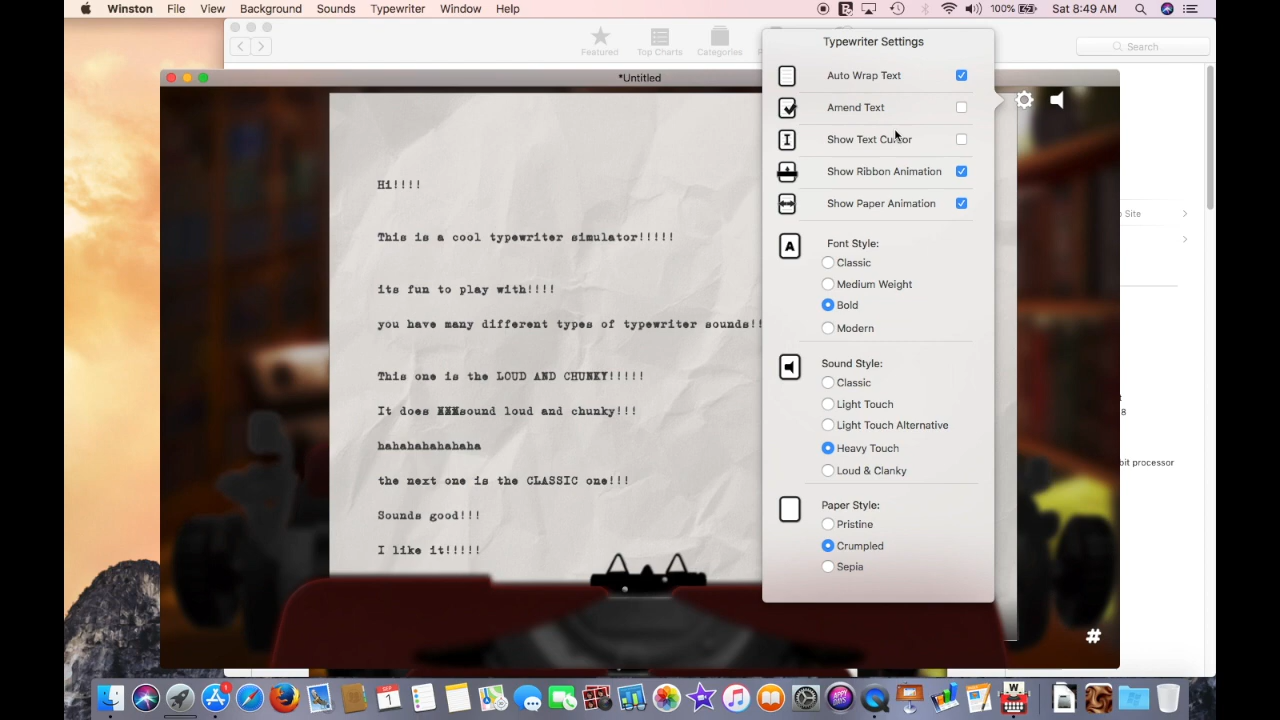 Winston File View Background Sounds Typewriter Window Help 100% Sat 8:49 AM
Featured Top Charts Categories Search
*Untitled
Typewriter Settings
Auto Wrap Text
Amend Text
Show Text Cursor
Show Ribbon Animation
Show Paper Animation
Font Style:
Classic
Medium Weight
Bold
Modern
Sound Style:
Classic
Light Touch
Light Touch Alternative
Heavy Touch
Loud & Clanky
Paper Style:
Pristine
Crumpled
Sepia
Hi!!!!
This is a cool typewriter simulator!!!!!
its fun to play with!!!!
you have many different types of typewriter sounds!!
This one is the LOUD AND CHUNKY!!!!!
It does sound loud and chunky!!!
hahahahahahaha
the next one is the CLASSIC one!!!
Sounds good!!!
I like it!!!!!
Site
8
bit processor
#